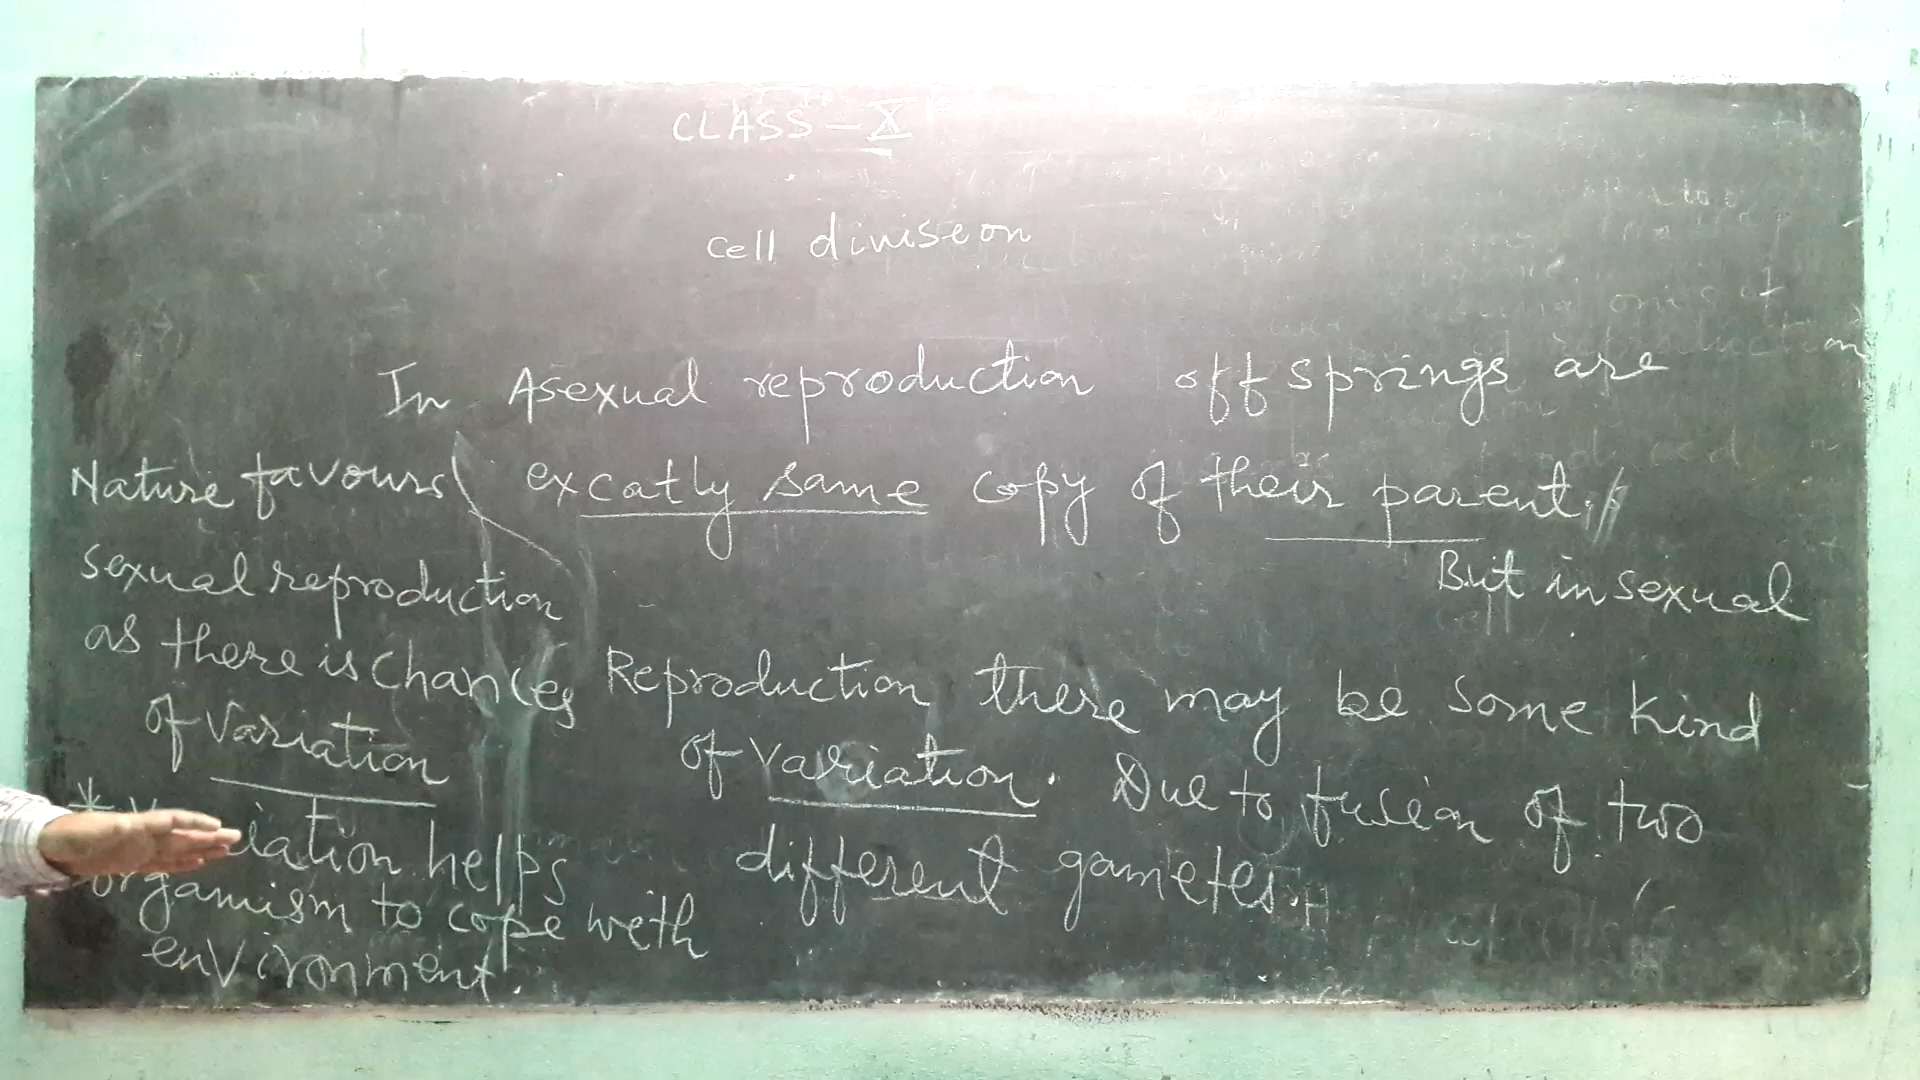 CLASS - X
cell division
In Asexual reproduction offsprings are
excatly same copy of their parent.//
But in sexual
Reproduction there may be some kind
of variation. Due to fusion of two
different gametes.
Nature favours
sexual reproduction
as there is chances
of variation
* iation helps
organism to cope with
environment.